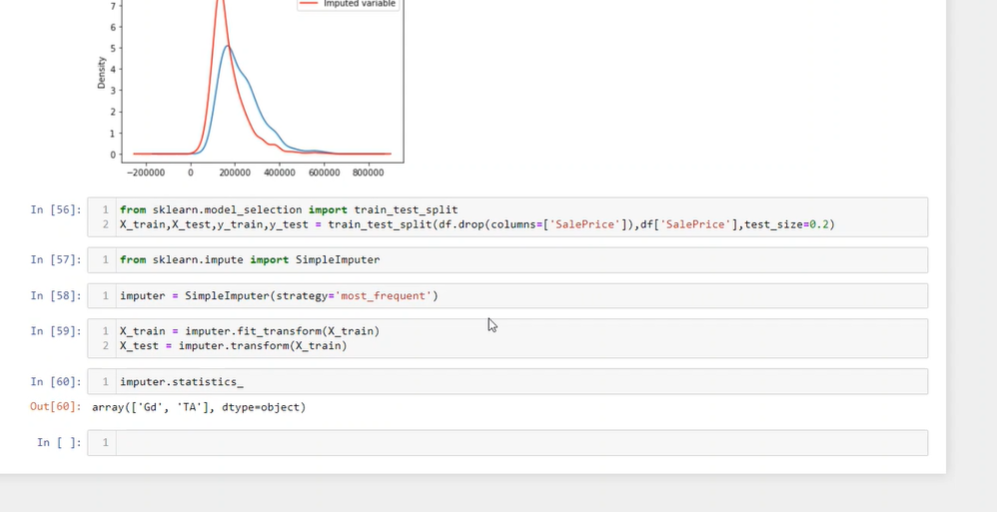 7
Imputed variable
6
5
4
3
2
1
0
Density
−200000 0 200000 400000 600000 800000
In [56]:
1 from sklearn.model_selection import train_test_split
2 X_train,X_test,y_train,y_test = train_test_split(df.drop(columns=['SalePrice']),df['SalePrice'],test_size=0.2)
In [57]:
1 from sklearn.impute import SimpleImputer
In [58]:
1 imputer = SimpleImputer(strategy='most_frequent')
In [59]:
1 X_train = imputer.fit_transform(X_train)
2 X_test = imputer.transform(X_train)
In [60]:
1 imputer.statistics_
Out[60]: array(['Gd', 'TA'], dtype=object)
In [ ]:
1